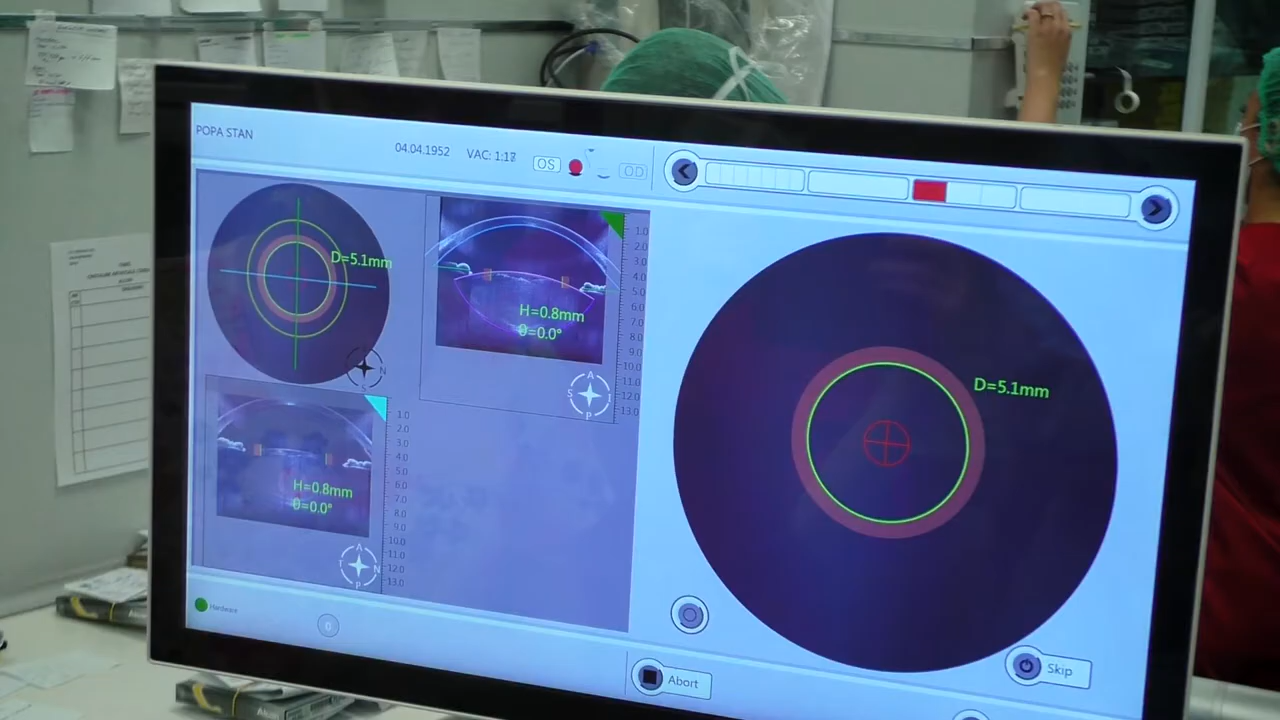 POPA STAN
04.04.1952 VAC: 1:17 OS OD
D=5.1mm
N
S
H=0.8mm
θ=0.0°
1.0
2.0
3.0
4.0
5.0
6.0
7.0
8.0
9.0
10.0
11.0
12.0
13.0
A
S
P
H=0.8mm
θ=0.0°
1.0
2.0
3.0
4.0
5.0
6.0
7.0
8.0
9.0
10.0
11.0
12.0
13.0
A
T N
P
D=5.1mm
Hardware
0
Abort
Skip